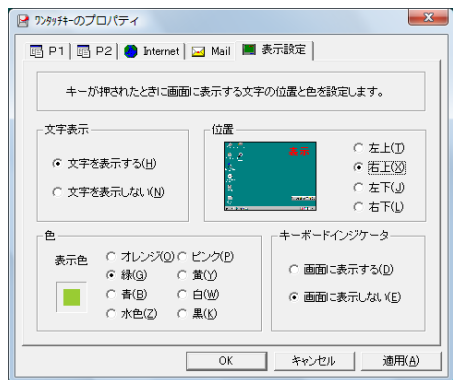 ワンタッチキーのプロパティ
P1 P2 Internet Mail 表示設定
キーが押されたときに画面に表示する文字の位置と色を設定します。
文字表示
文字を表示する(H)
文字を表示しない(N)
位置
表示
左上(T)
右上(X)
左下(J)
右下(L)
色
表示色
オレンジ(O) ピンク(P)
緑(G) 黄(Y)
青(B) 白(W)
水色(Z) 黒(K)
キーボードインジケータ
画面に表示する(D)
画面に表示しない(E)
OK キャンセル 適用(A)